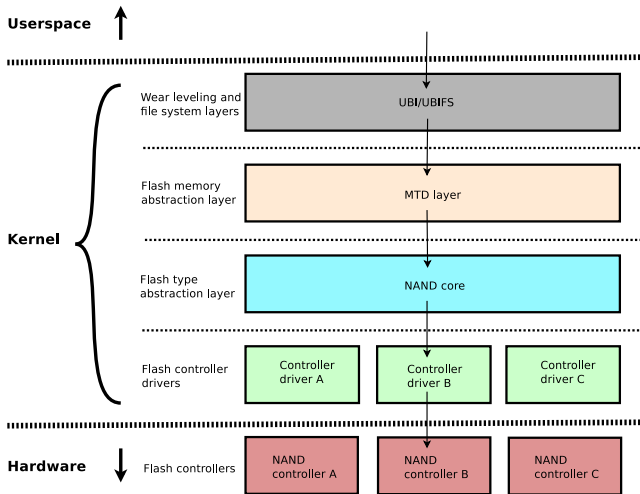 Userspace
Wear leveling and
file system layers
UBI/UBIFS
Flash memory
abstraction layer
MTD layer
Kernel
Flash type
abstraction layer
NAND core
Flash controller
drivers
Controller
driver A
Controller
driver B
Controller
driver C
Hardware
Flash controllers
NAND
controller A
NAND
controller B
NAND
controller C